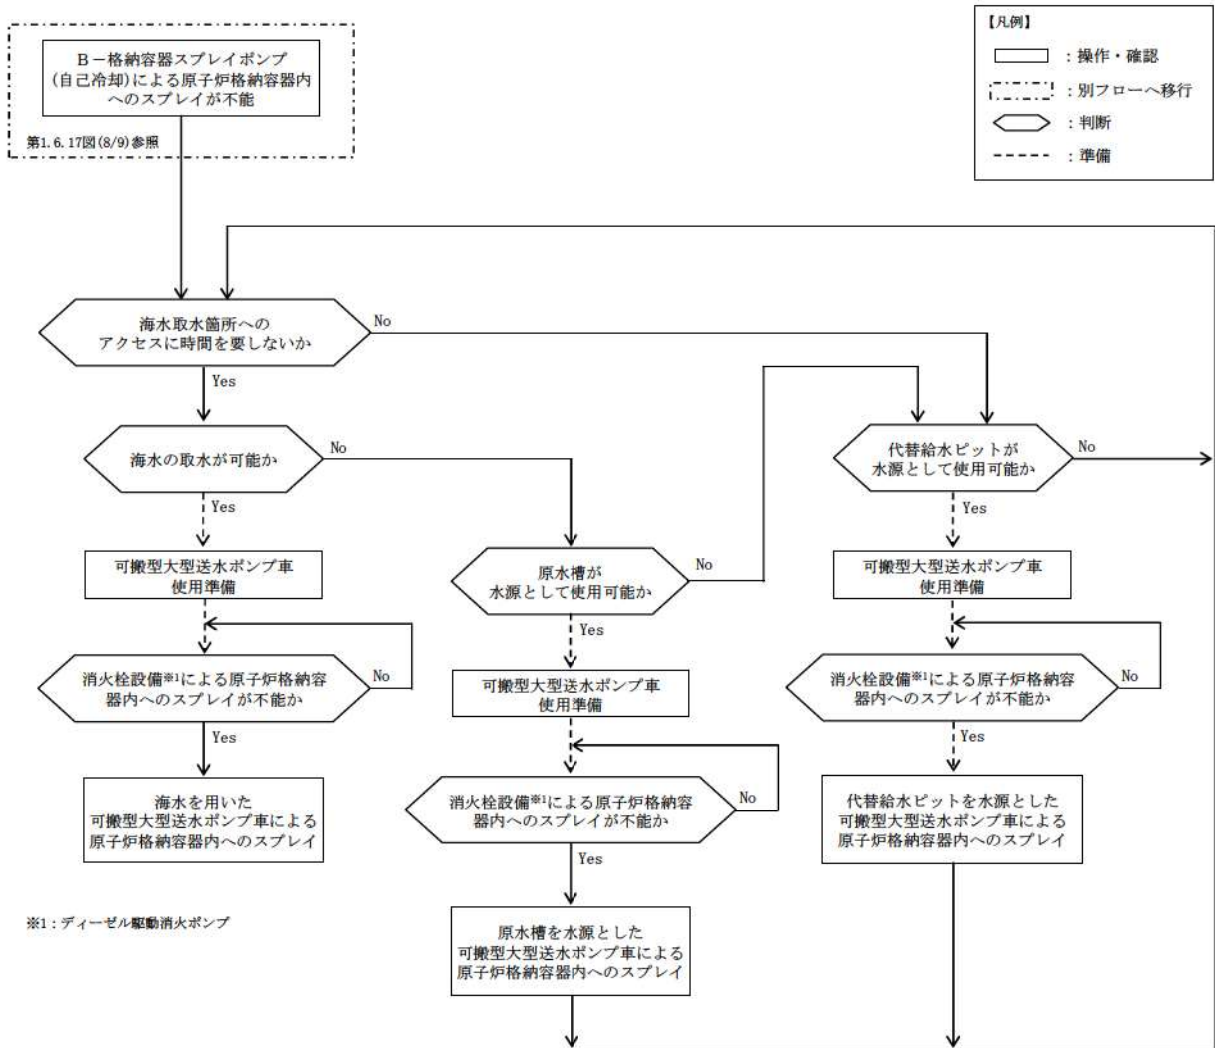 【凡例】
：操作・確認
：別フローへ移行
：判断
：準備
B－格納容器スプレイポンプ
(自己冷却)による原子炉格納容器内
へのスプレイが不能
第1.6.17図(8/9)参照
海水取水箇所への
アクセスに時間を要しないか
No
Yes
海水の取水が可能か
No
Yes
代替給水ピットが
水源として使用可能か
No
Yes
可搬型大型送水ポンプ車
使用準備
原水槽が
水源として使用可能か
No
Yes
可搬型大型送水ポンプ車
使用準備
消火栓設備※1による原子炉格納容
器内へのスプレイが不能か
No
Yes
可搬型大型送水ポンプ車
使用準備
消火栓設備※1による原子炉格納容
器内へのスプレイが不能か
No
Yes
海水を用いた
可搬型大型送水ポンプ車による
原子炉格納容器内へのスプレイ
消火栓設備※1による原子炉格納容
器内へのスプレイが不能か
No
Yes
代替給水ピットを水源とした
可搬型大型送水ポンプ車による
原子炉格納容器内へのスプレイ
※1：ディーゼル駆動消火ポンプ
原水槽を水源とした
可搬型大型送水ポンプ車による
原子炉格納容器内へのスプレイ